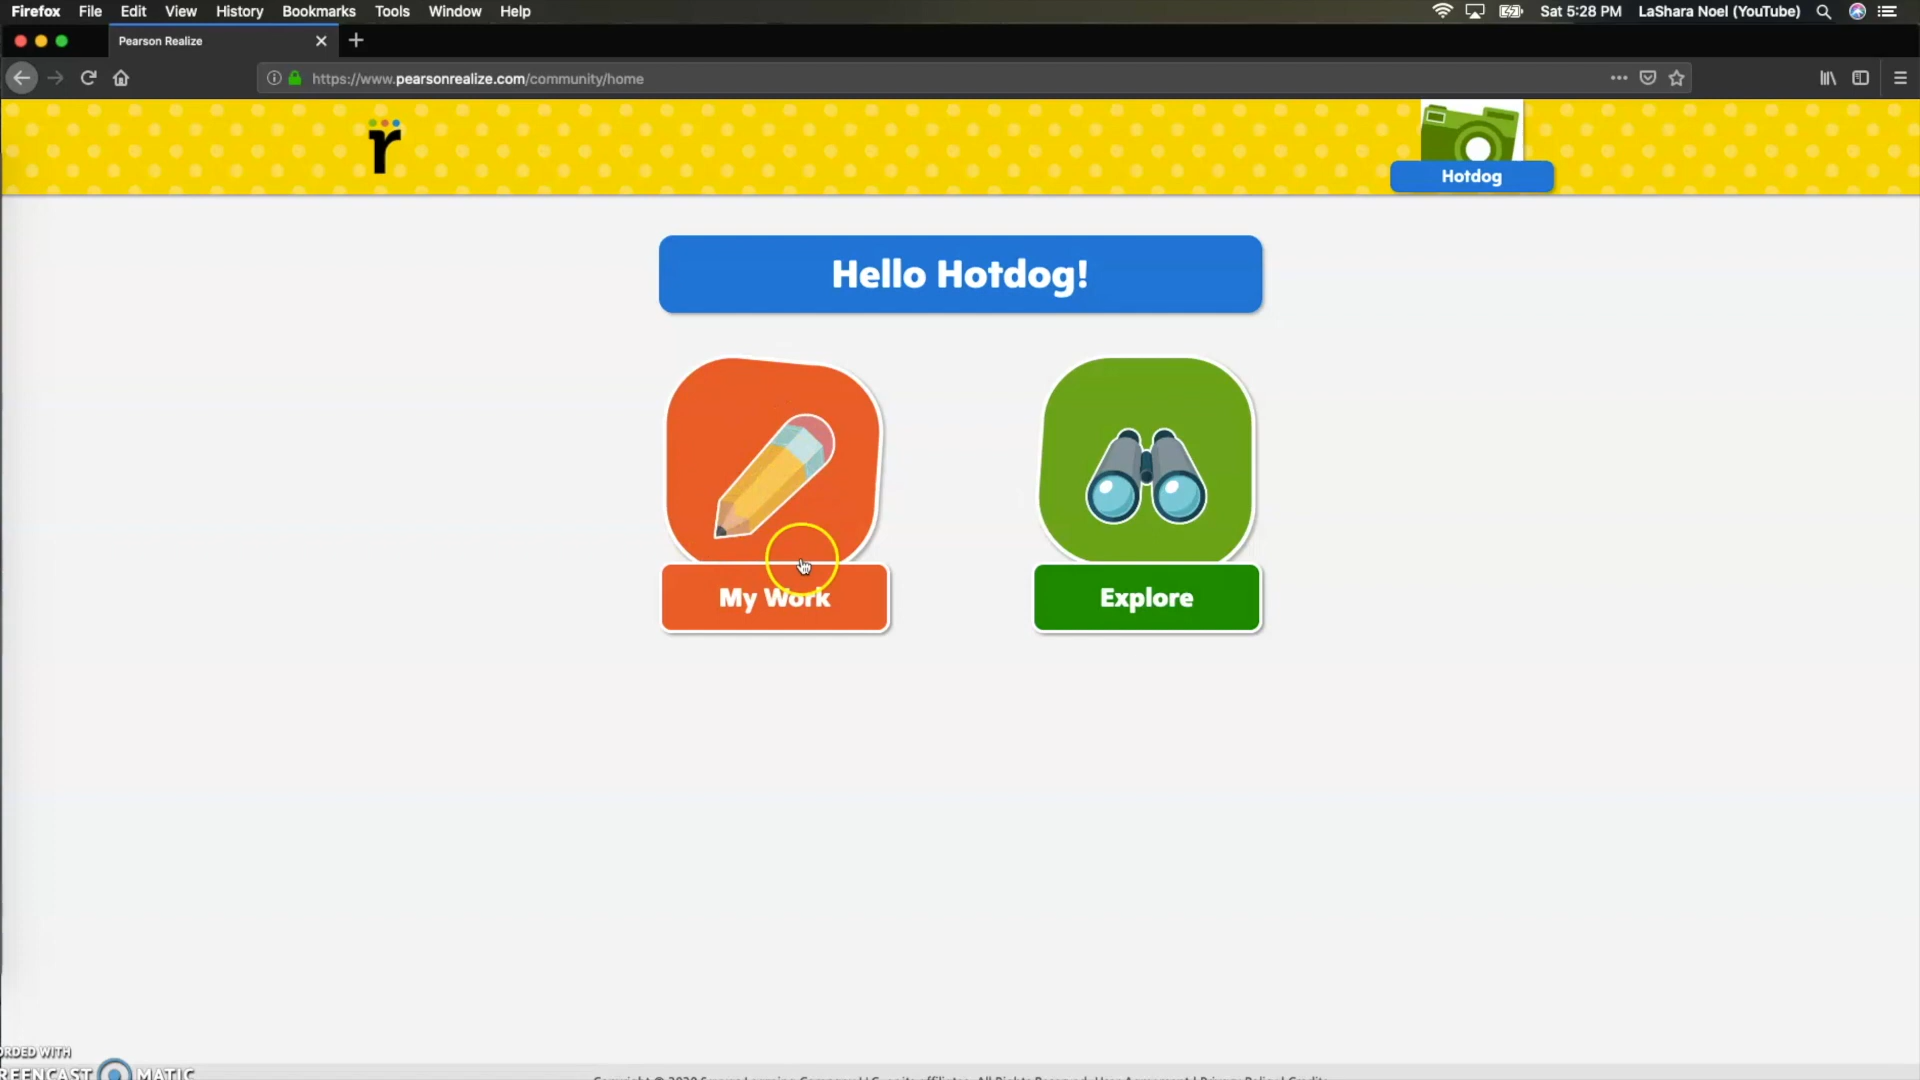 Firefox File Edit View History Bookmarks Tools Window Help Sat 5:28 PM LaShara Noel (YouTube)
Pearson Realize
https://www.pearsonrealize.com/community/home
r
Hotdog
Hello Hotdog!
My Work Explore
ORDED WITH
REENCAST MATIC